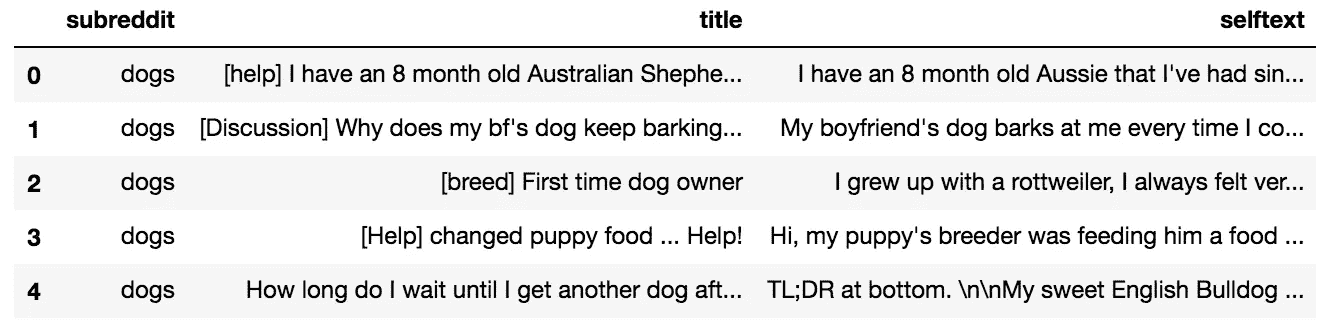 subreddit title selftext
0 dogs [help] I have an 8 month old Australian Shephe... I have an 8 month old Aussie that I've had sin...
1 dogs [Discussion] Why does my bf's dog keep barking... My boyfriend's dog barks at me every time I co...
2 dogs [breed] First time dog owner I grew up with a rottweiler, I always felt ver...
3 dogs [Help] changed puppy food ... Help! Hi, my puppy's breeder was feeding him a food ...
4 dogs How long do I wait until I get another dog aft... TL;DR at bottom. \n\nMy sweet English Bulldog ...